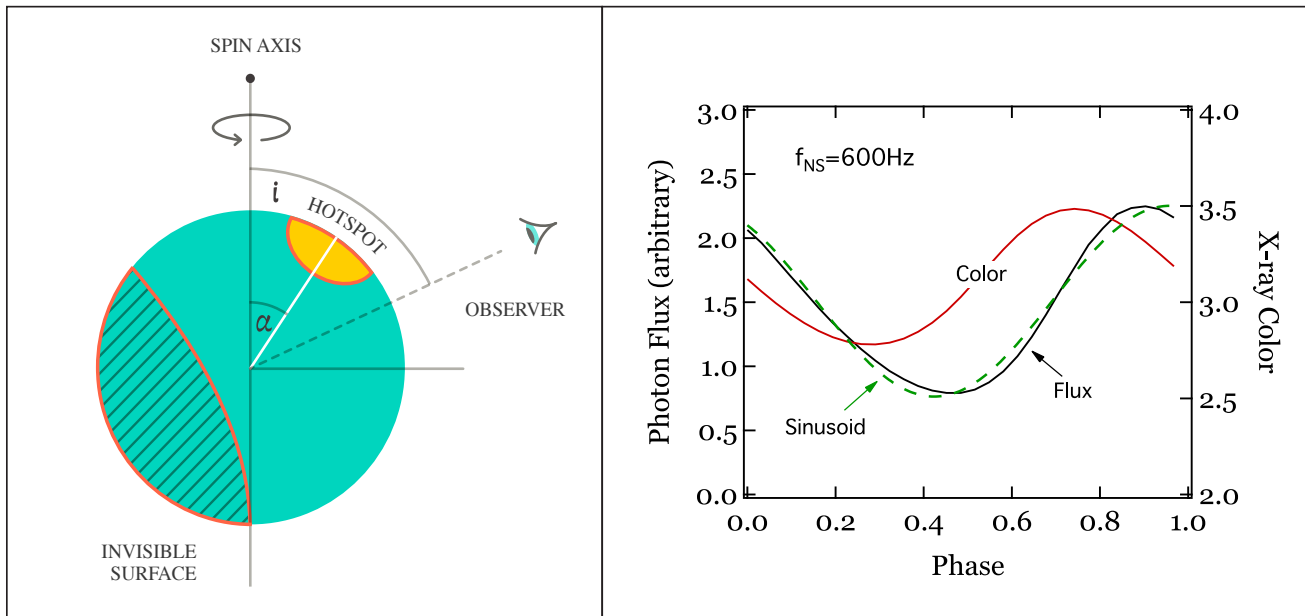 SPIN AXIS
i
HOTSPOT
α
OBSERVER
INVISIBLE
SURFACE
f_NS=600Hz
Color
Flux
Sinusoid
Photon Flux (arbitrary)
3.0
2.5
2.0
1.5
1.0
0.5
0.0
X-ray Color
4.0
3.5
3.0
2.5
2.0
0.0 0.2 0.4 0.6 0.8 1.0
Phase